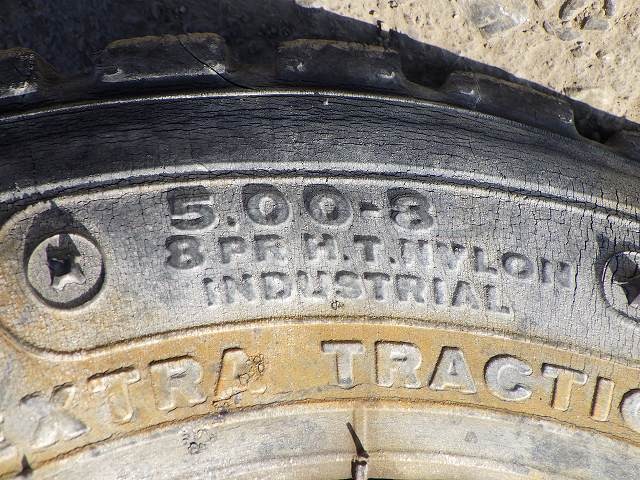 5.00-8
8 PR H.T. NYLON
INDUSTRIAL
EXTRA TRACTIO